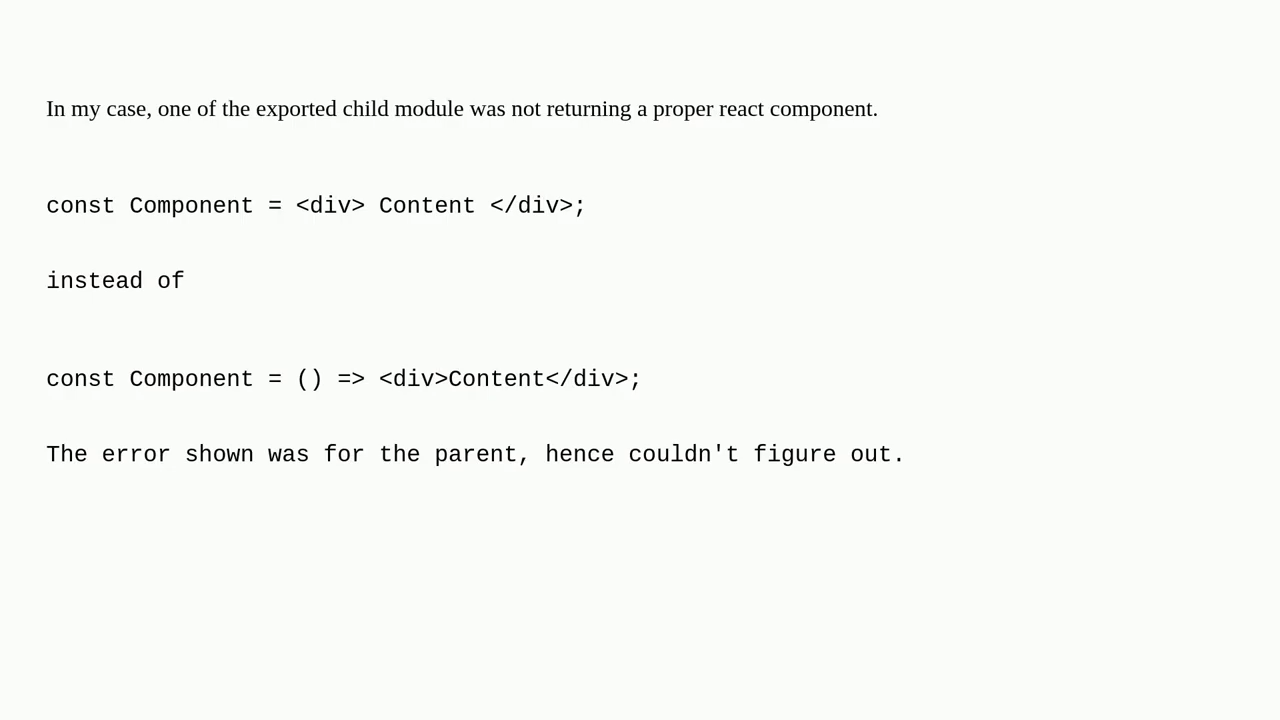 In my case, one of the exported child module was not returning a proper react component.
const Component = <div> Content </div>;
instead of
const Component = () => <div>Content</div>;
The error shown was for the parent, hence couldn't figure out.